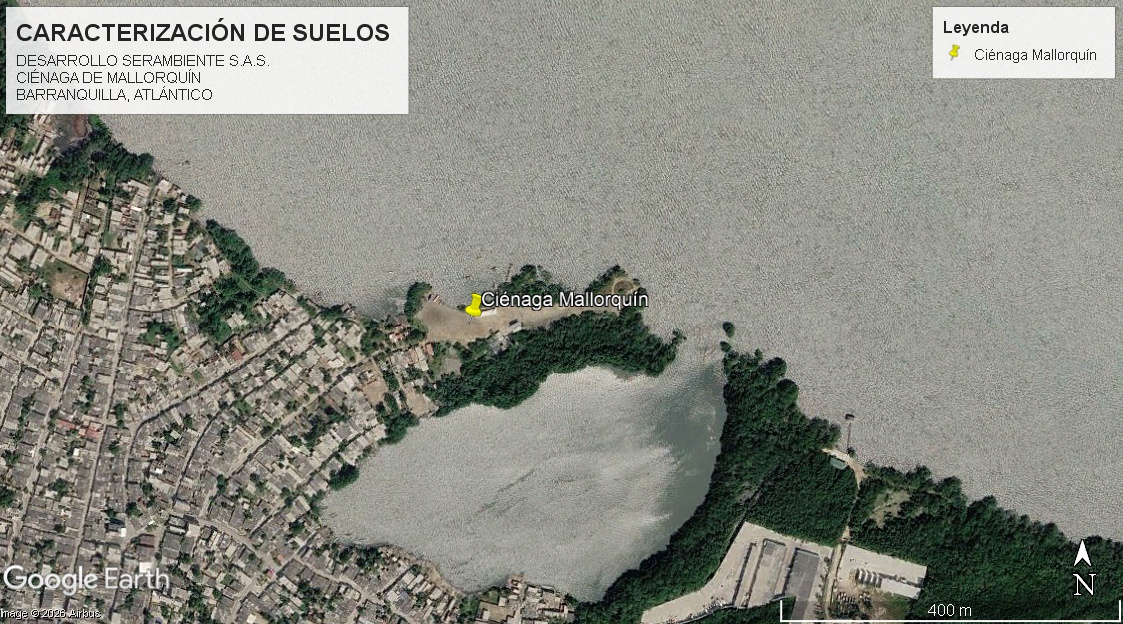 CARACTERIZACIÓN DE SUELOS
DESARROLLO SERAMBIENTE S.A.S.
CIÉNAGA DE MALLORQUÍN
BARRANQUILLA, ATLÁNTICO
Leyenda
Ciénaga Mallorquín
Ciénaga Mallorquín
Google Earth
Image © 2026 Airbus
N
400 m